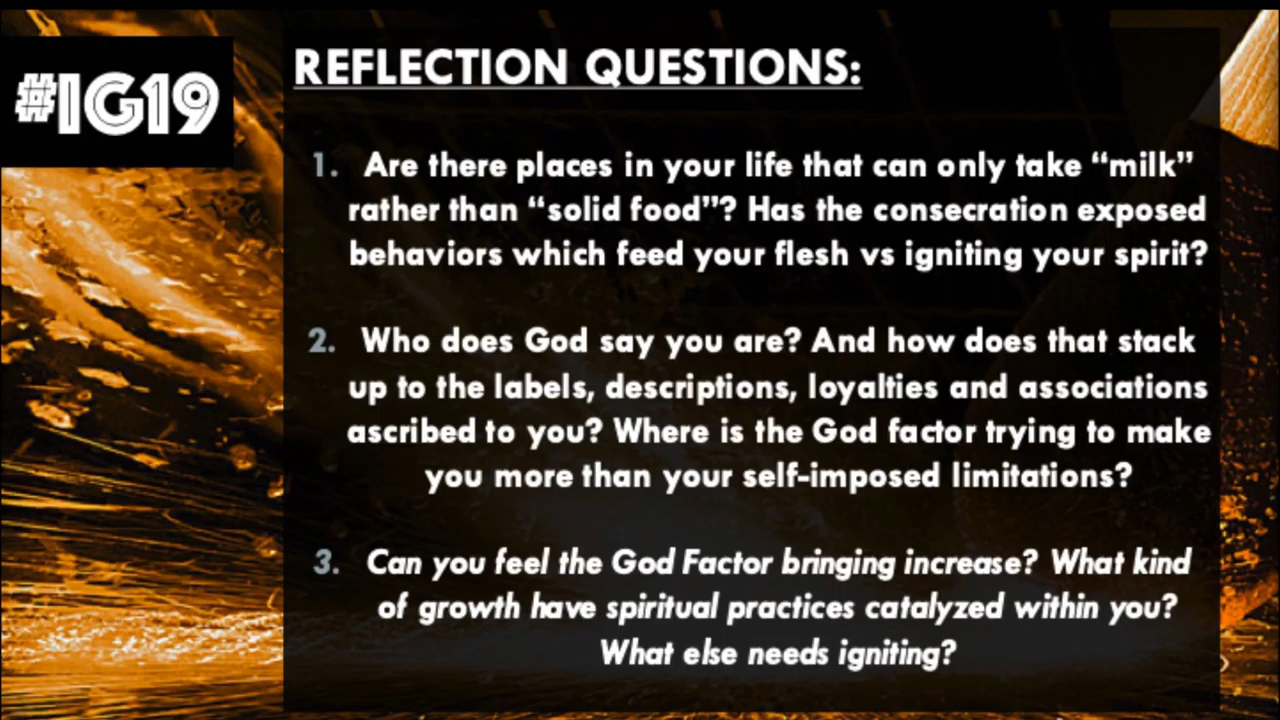 #IG19
REFLECTION QUESTIONS:
1. Are there places in your life that can only take “milk”
rather than “solid food”? Has the consecration exposed
behaviors which feed your flesh vs igniting your spirit?
2. Who does God say you are? And how does that stack
up to the labels, descriptions, loyalties and associations
ascribed to you? Where is the God factor trying to make
you more than your self-imposed limitations?
3. Can you feel the God Factor bringing increase? What kind
of growth have spiritual practices catalyzed within you?
What else needs igniting?